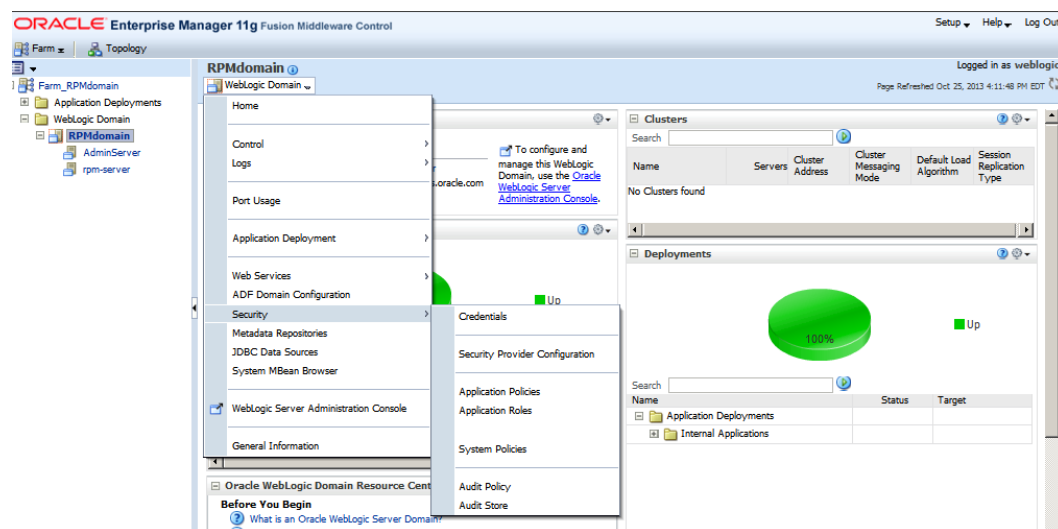 ORACLE Enterprise Manager 11g Fusion Middleware Control
Setup Help Log Out
Farm Topology
RPMdomain
Logged in as weblogic
WebLogic Domain
Page Refreshed Oct 25, 2013 4:11:48 PM EDT
Farm_RPMdomain
Application Deployments
WebLogic Domain
RPMdomain
AdminServer
rpm-server
Home
Control
Logs
Port Usage
Application Deployment
Web Services
ADF Domain Configuration
Security
Metadata Repositories
JDBC Data Sources
System MBean Browser
WebLogic Server Administration Console
General Information
Credentials
Security Provider Configuration
Application Policies
Application Roles
System Policies
Audit Policy
Audit Store
To configure and
manage this WebLogic
Domain, use the Oracle
WebLogic Server
Administration Console.
s.oracle.com
Up
Clusters
Search
Name Servers Cluster Address Cluster Messaging Mode Default Load Algorithm Session Replication Type
No Clusters found
Deployments
100%
Up
Search
Name Status Target
Application Deployments
Internal Applications
Oracle WebLogic Domain Resource Cent
Before You Begin
What is an Oracle WebLogic Server Domain?